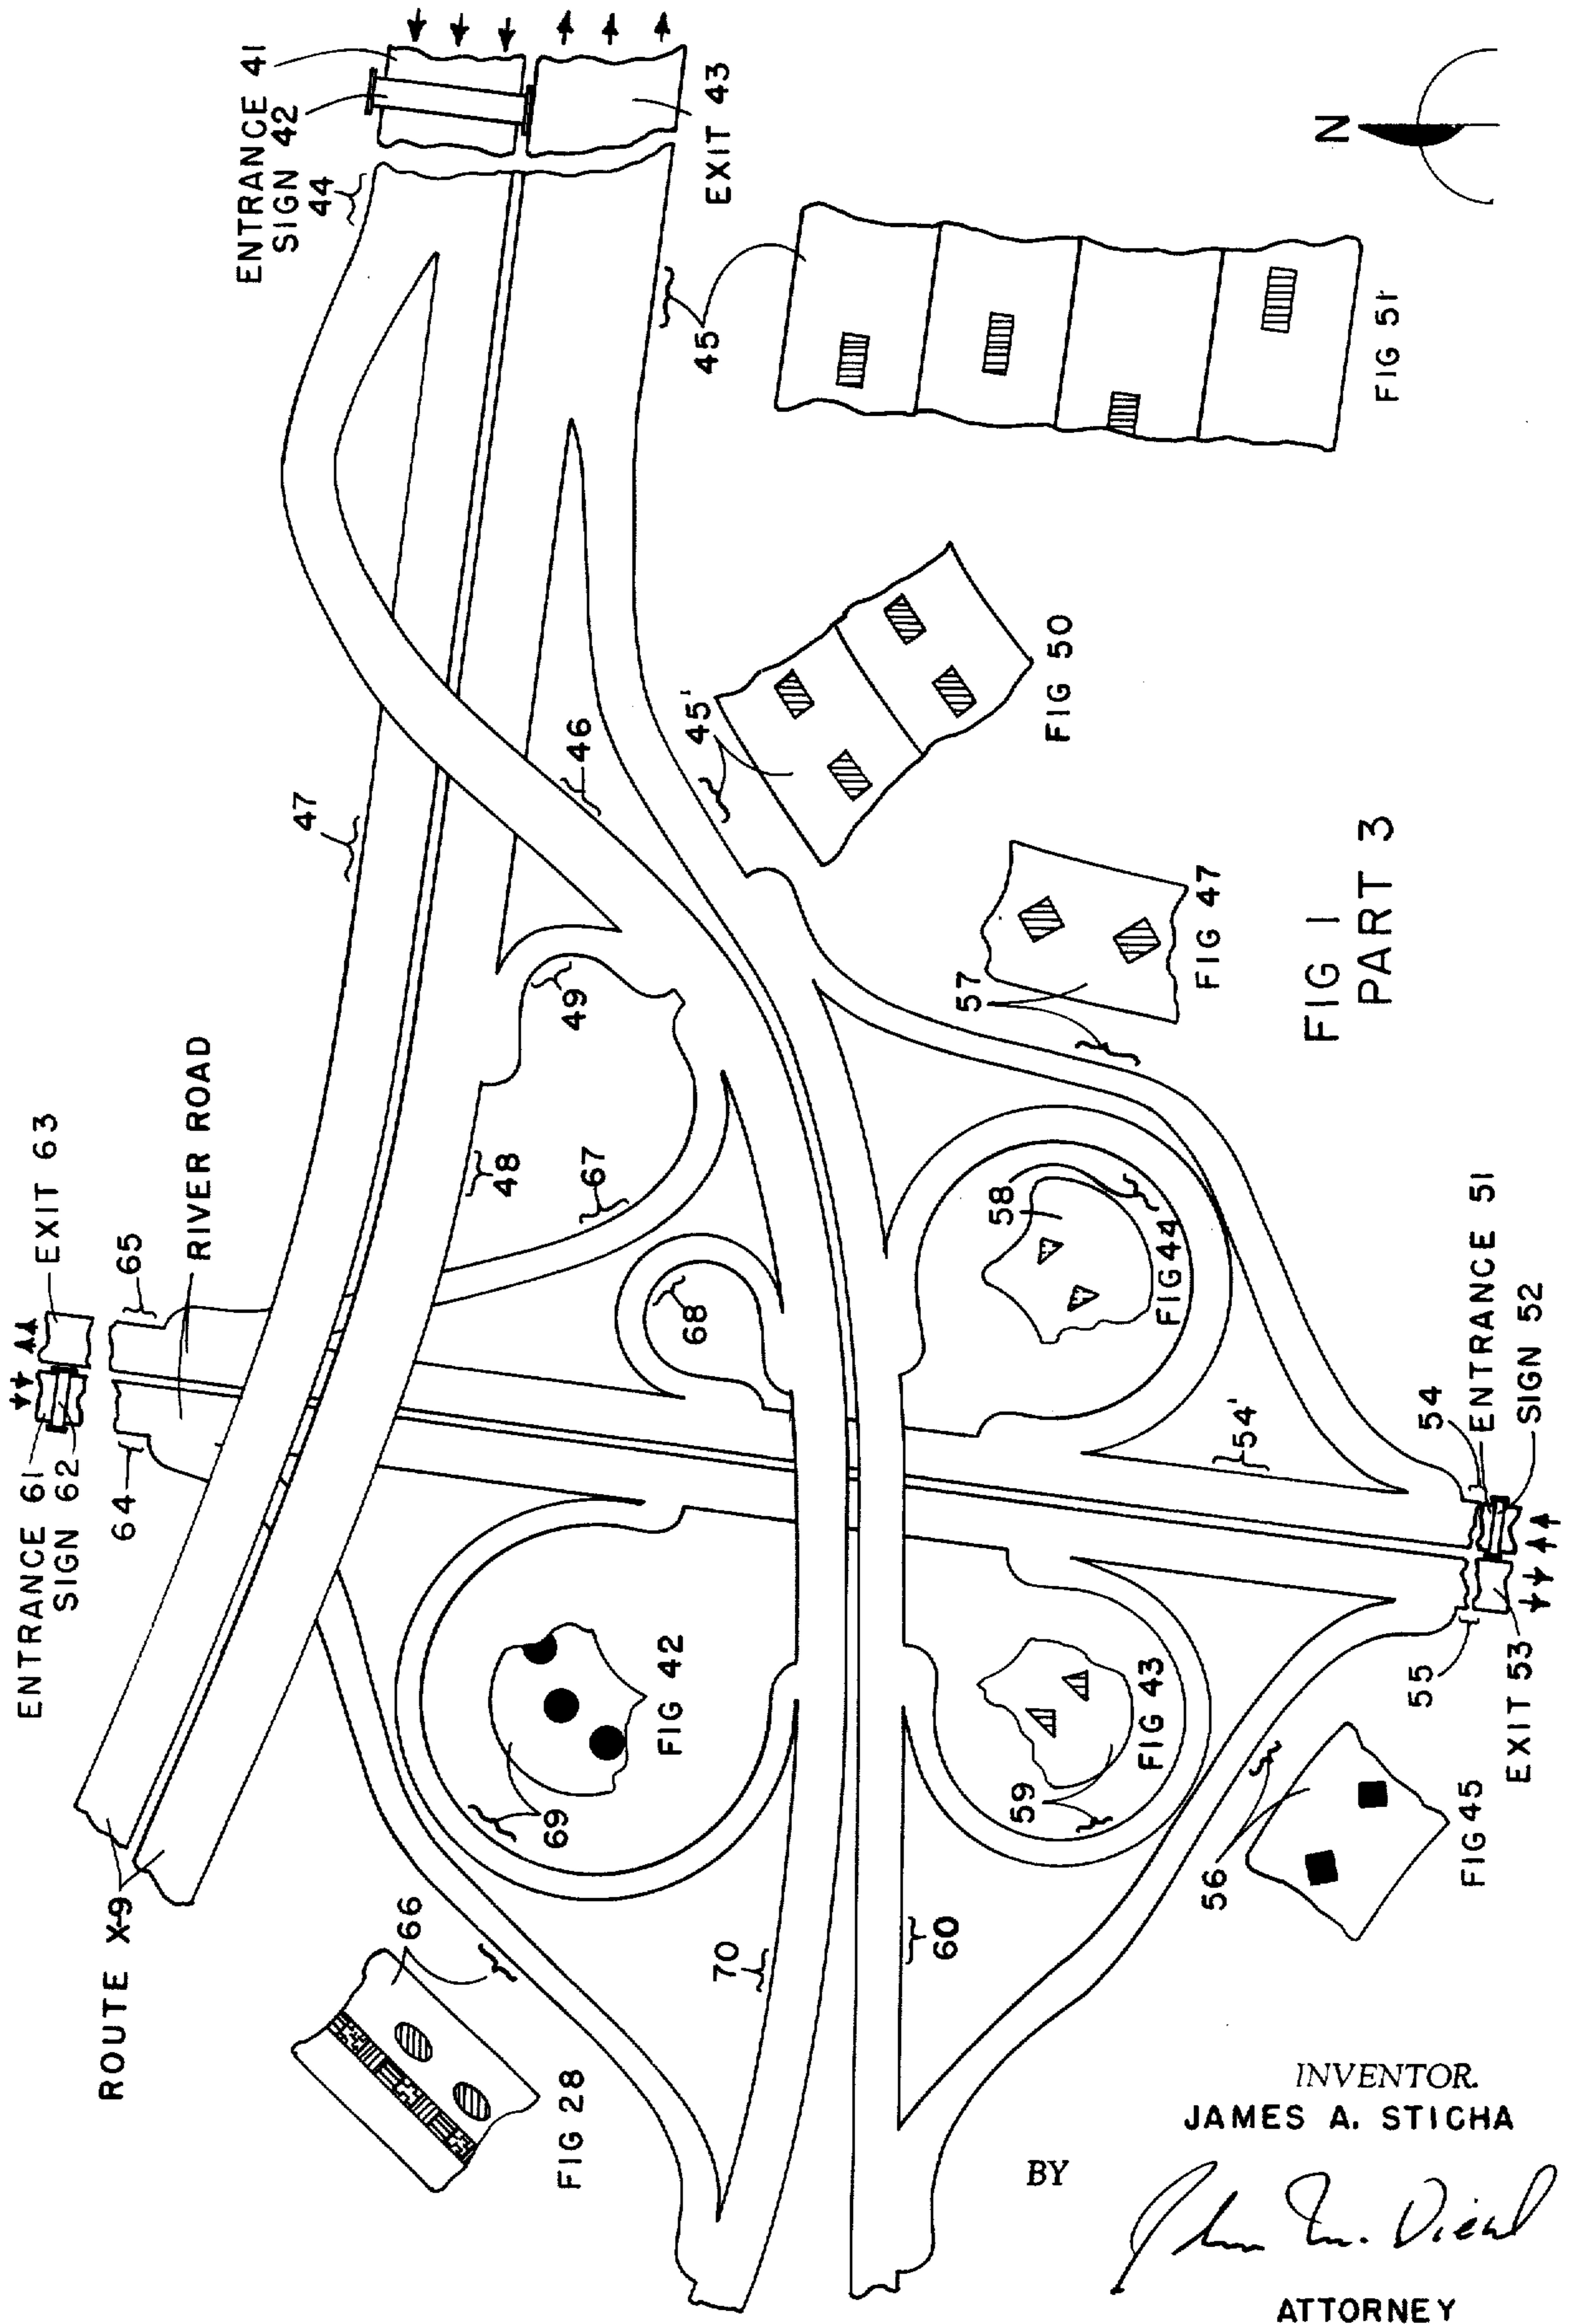 ENTRANCE 41
SIGN 42
44
EXIT 43
N
45
FIG 51
47
46
45'
FIG 50
57
FIG 47
FIG 1
PART 3
49
48
67
68
58
FIG 44
EXIT 63
65
RIVER ROAD
ENTRANCE 61
SIGN 62
64
54'
54
ENTRANCE 51
SIGN 52
55
EXIT 53
FIG 42
69
FIG 43
59
56
FIG 45
ROUTE X-9
66
FIG 28
70
60
INVENTOR.
JAMES A. STICHA
BY
ATTORNEY